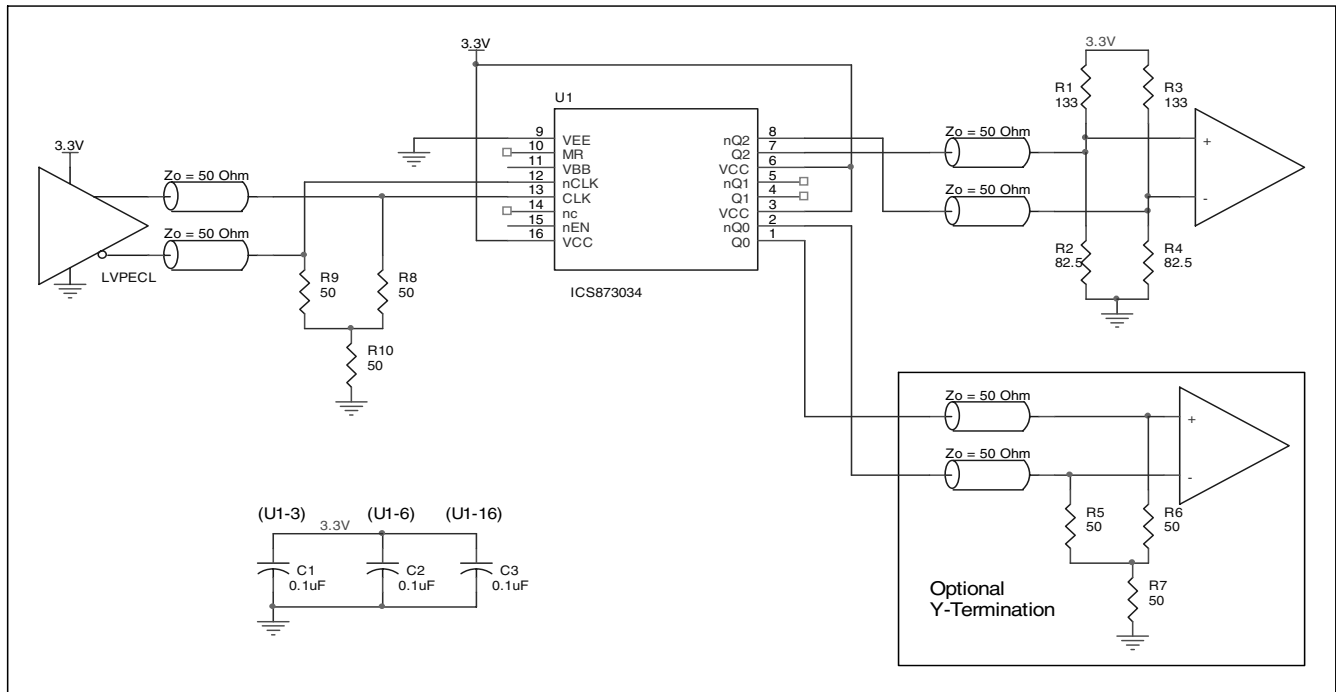 3.3V
U1
9 VEE
10 MR
11 VBB
12 nCLK
13 CLK
14 nc
15 nEN
16 VCC
nQ2 8
Q2 7
VCC 6
nQ1 5
Q1 4
VCC 3
nQ0 2
Q0 1
ICS873034
3.3V
Zo = 50 Ohm
Zo = 50 Ohm
LVPECL
R9
50
R8
50
R10
50
3.3V
R1
133
R3
133
Zo = 50 Ohm
Zo = 50 Ohm
+
-
R2
82.5
R4
82.5
Zo = 50 Ohm
Zo = 50 Ohm
+
-
R5
50
R6
50
R7
50
Optional
Y-Termination
(U1-3)
(U1-6)
(U1-16)
3.3V
C1
0.1uF
C2
0.1uF
C3
0.1uF